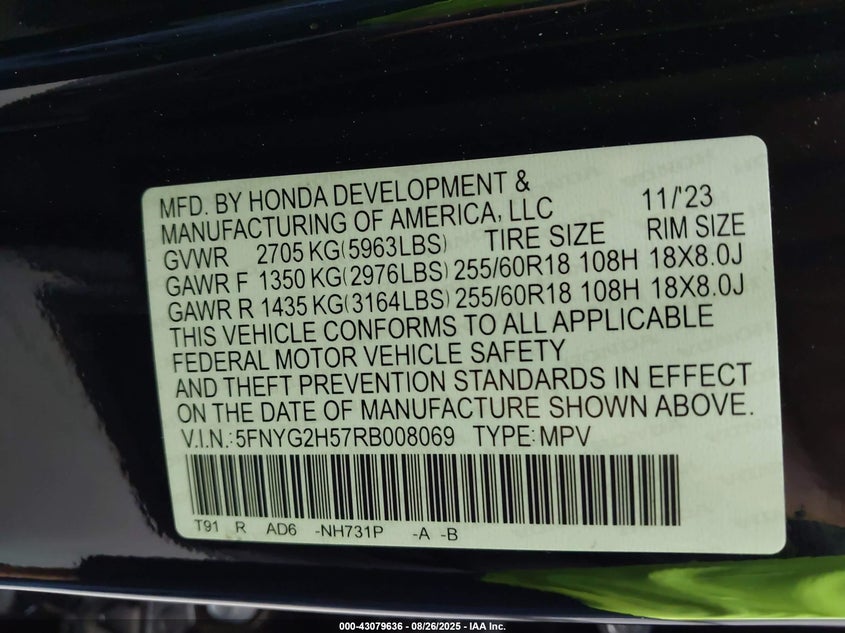 MFD. BY HONDA DEVELOPMENT &
MANUFACTURING OF AMERICA, LLC 11/'23
GVWR 2705 KG(5963LBS) TIRE SIZE RIM SIZE
GAWR F 1350 KG(2976LBS) 255/60R18 108H 18X8.0J
GAWR R 1435 KG(3164LBS) 255/60R18 108H 18X8.0J
THIS VEHICLE CONFORMS TO ALL APPLICABLE
FEDERAL MOTOR VEHICLE SAFETY
AND THEFT PREVENTION STANDARDS IN EFFECT
ON THE DATE OF MANUFACTURE SHOWN ABOVE.
V.I.N.:5FNYG2H57RB008069 TYPE:MPV
T91 R AD6 -NH731P -A -B
000-43079636 - 08/26/2025 - IAA Inc.